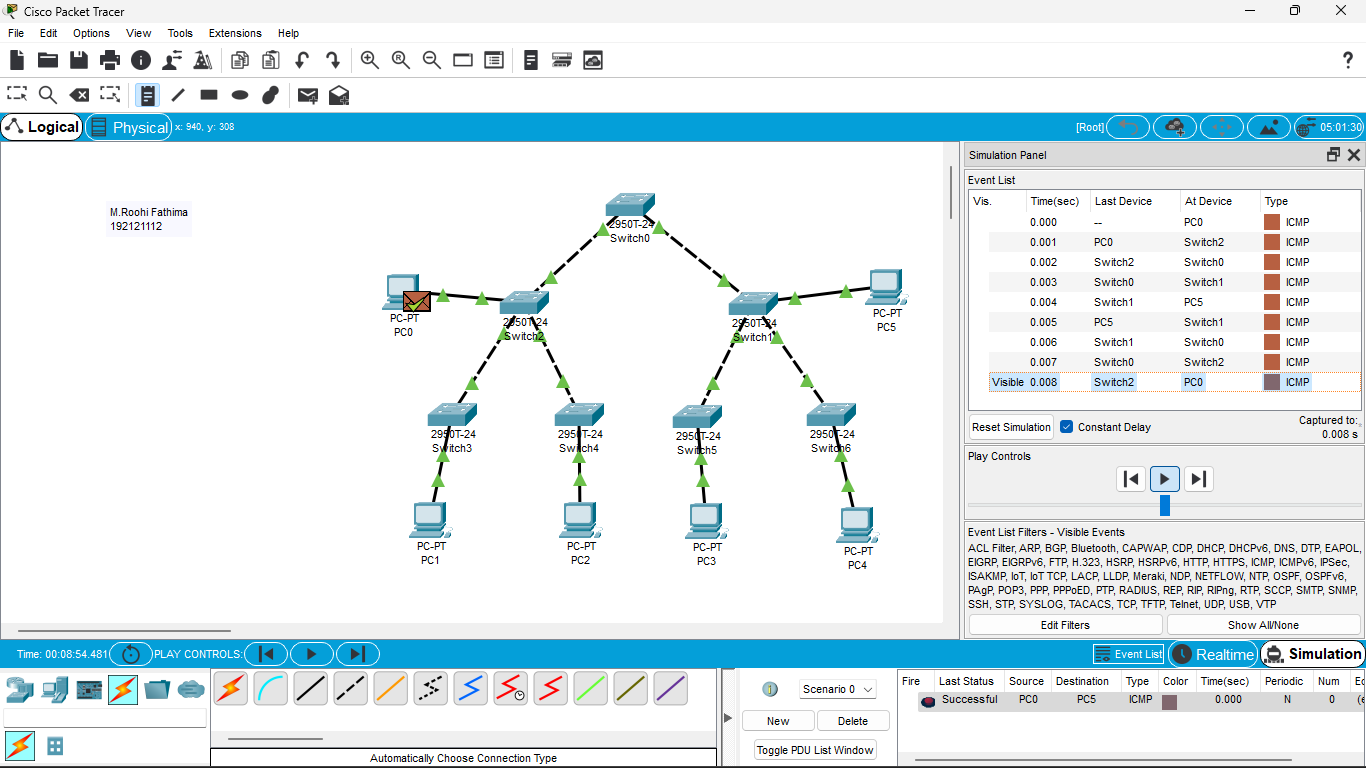 Cisco Packet Tracer
File Edit Options View Tools Extensions Help
Logical Physical x: 940, y: 308 [Root] 05:01:30
M.Roohi Fathima
192121112
2950T-24
Switch0
PC-PT
PC0
2950T-24
Switch2
2950T-24
Switch1
PC-PT
PC5
2950T-24
Switch3
2950T-24
Switch4
2950T-24
Switch5
2950T-24
Switch6
PC-PT
PC1
PC-PT
PC2
PC-PT
PC3
PC-PT
PC4
Simulation Panel
Event List
Vis. Time(sec) Last Device At Device Type
0.000 -- PC0 ICMP
0.001 PC0 Switch2 ICMP
0.002 Switch2 Switch0 ICMP
0.003 Switch0 Switch1 ICMP
0.004 Switch1 PC5 ICMP
0.005 PC5 Switch1 ICMP
0.006 Switch1 Switch0 ICMP
0.007 Switch0 Switch2 ICMP
Visible 0.008 Switch2 PC0 ICMP
Reset Simulation Constant Delay Captured to:
0.008 s
Play Controls
Event List Filters - Visible Events
ACL Filter, ARP, BGP, Bluetooth, CAPWAP, CDP, DHCP, DHCPv6, DNS, DTP, EAPOL,
EIGRP, EIGRPv6, FTP, H.323, HSRP, HSRPv6, HTTP, HTTPS, ICMP, ICMPv6, IPSec,
ISAKMP, IoT, IoT TCP, LACP, LLDP, Meraki, NDP, NETFLOW, NTP, OSPF, OSPFv6,
PAgP, POP3, PPP, PPPoED, PTP, RADIUS, REP, RIP, RIPng, RTP, SCCP, SMTP, SNMP,
SSH, STP, SYSLOG, TACACS, TCP, TFTP, Telnet, UDP, USB, VTP
Edit Filters Show All/None
Time: 00:08:54.481 PLAY CONTROLS: Event List Realtime Simulation
Automatically Choose Connection Type
Scenario 0
New Delete
Toggle PDU List Window
Fire Last Status Source Destination Type Color Time(sec) Periodic Num Ec
Successful PC0 PC5 ICMP 0.000 N 0 (e